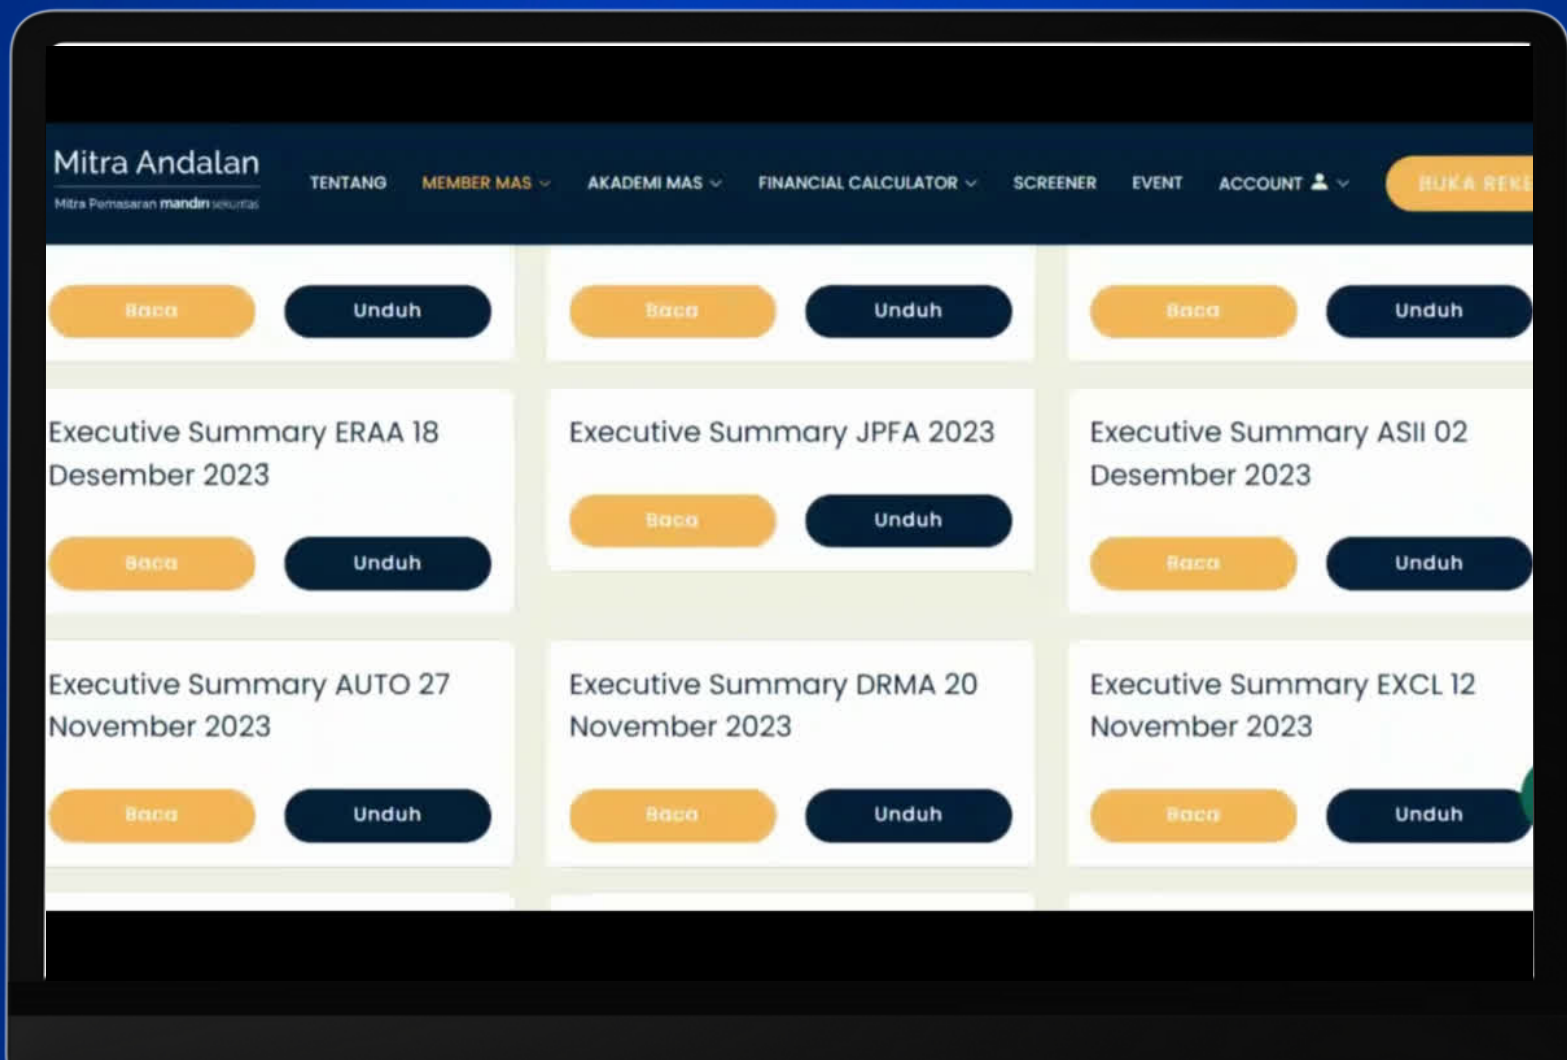 Mitra Andalan
Mitra Pemasaran mandiri sekuritas
TENTANG MEMBER MAS AKADEMI MAS FINANCIAL CALCULATOR SCREENER EVENT ACCOUNT BUKA REKE
Baca Unduh Baca Unduh Baca Unduh
Executive Summary ERAA 18
Desember 2023
Baca Unduh
Executive Summary JPFA 2023
Baca Unduh
Executive Summary ASII 02
Desember 2023
Baca Unduh
Executive Summary AUTO 27
November 2023
Baca Unduh
Executive Summary DRMA 20
November 2023
Baca Unduh
Executive Summary EXCL 12
November 2023
Baca Unduh